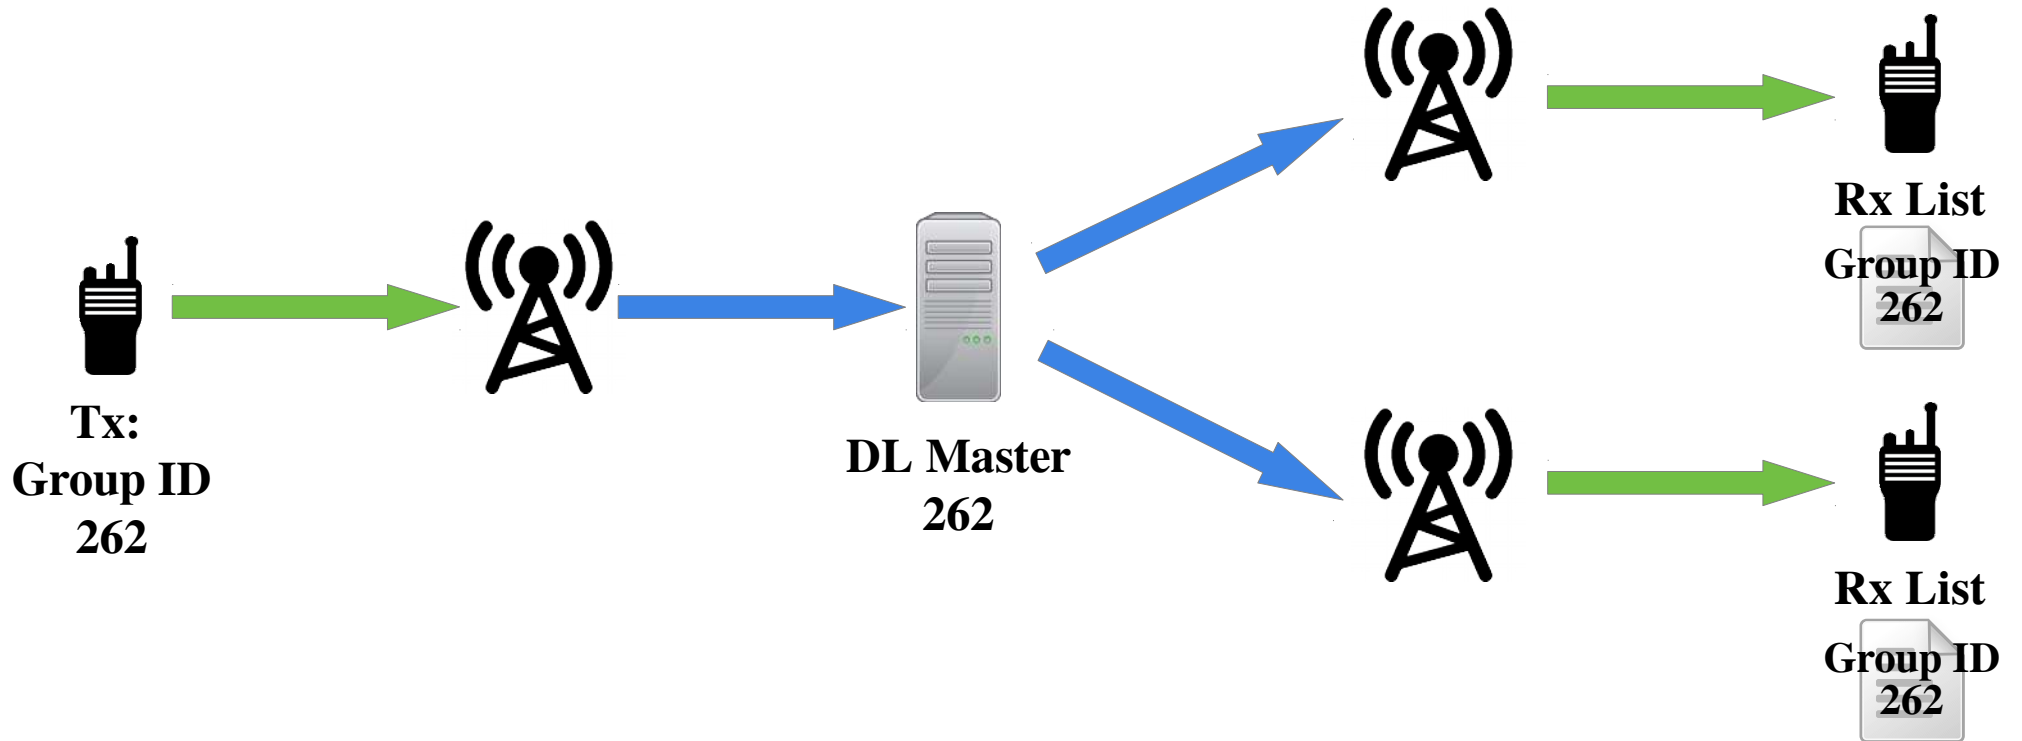 Tx:
Group ID
262
DL Master
262
Rx List
Group ID
262
Rx List
Group ID
262